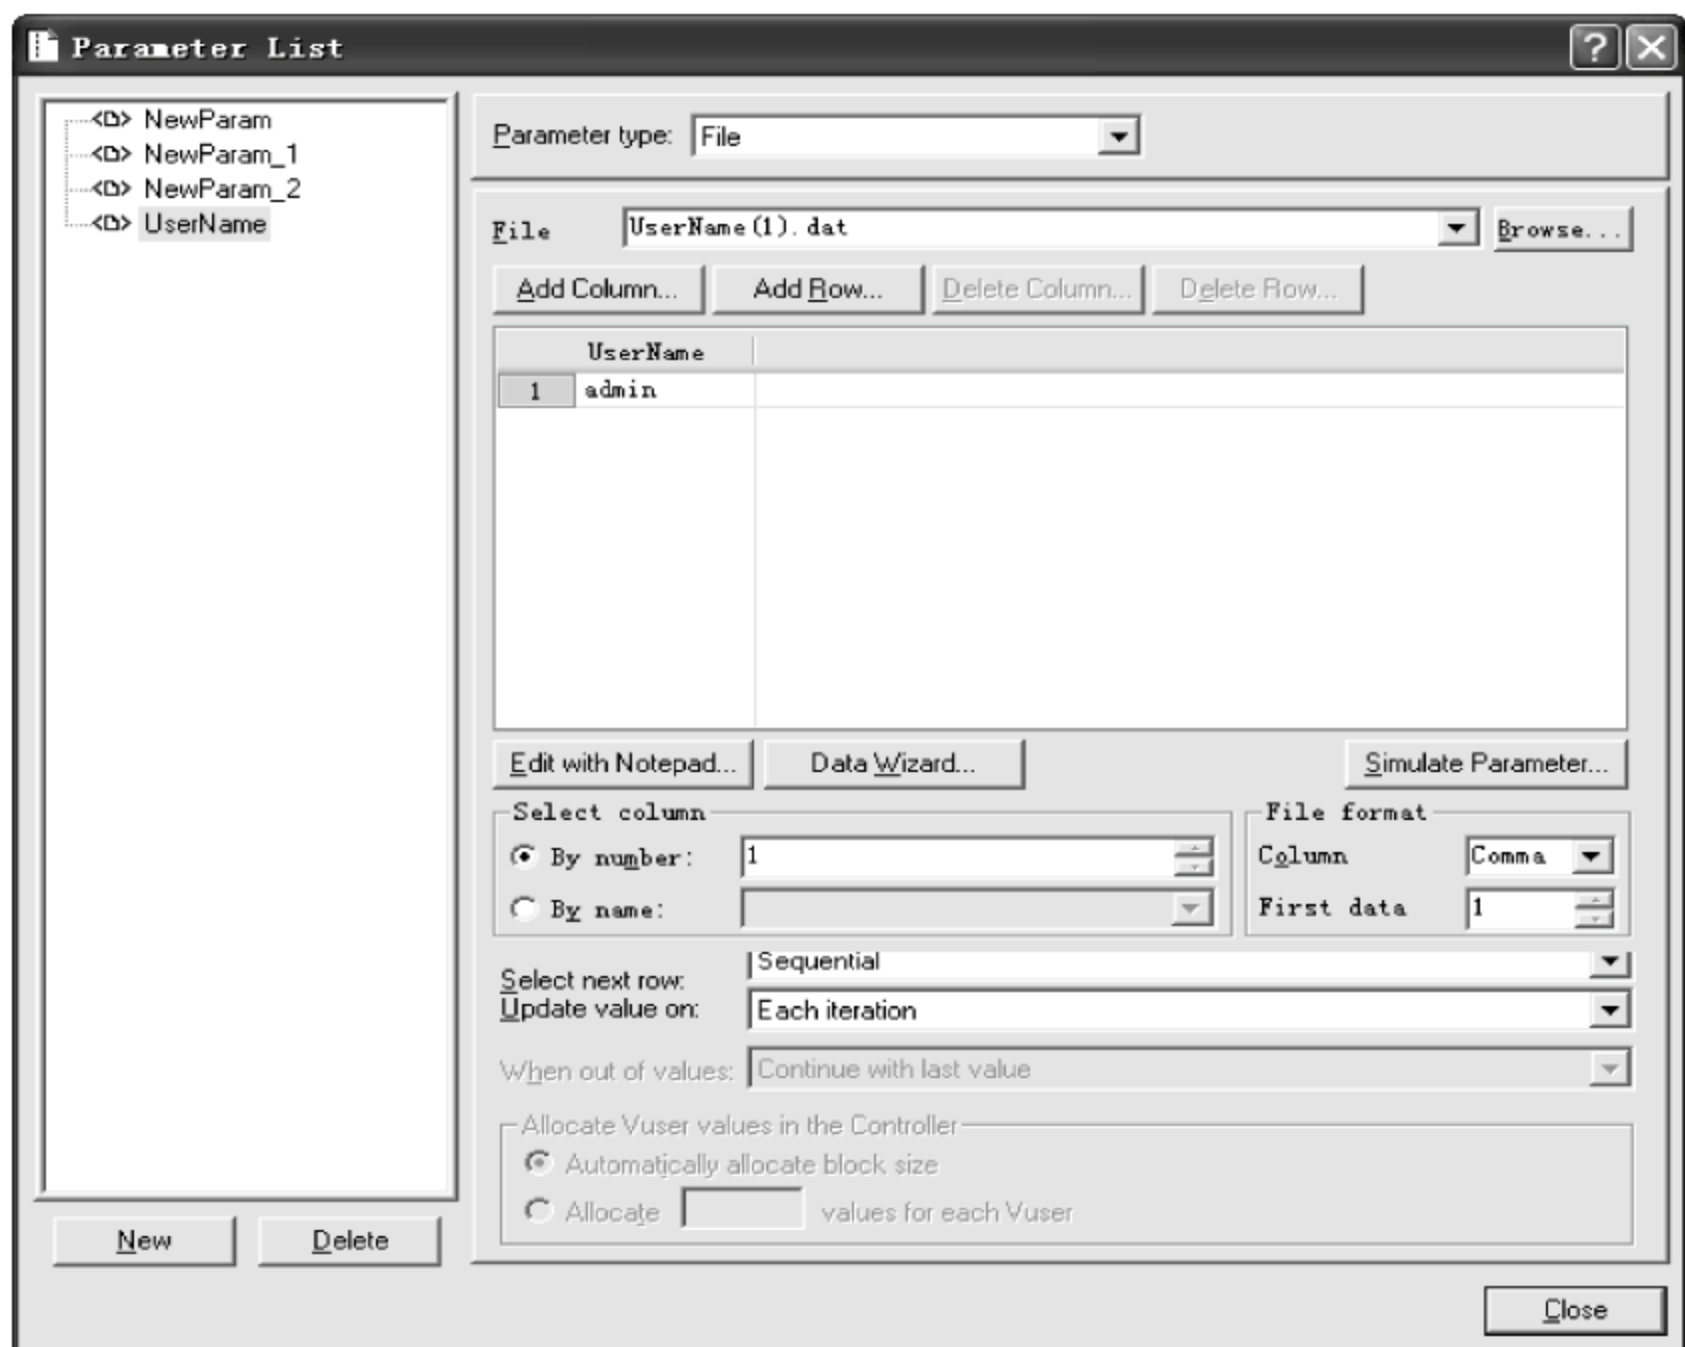 Parameter List
NewParam
NewParam_1
NewParam_2
UserName
New
Delete
Parameter type:
File
File
UserName(1).dat
Browse...
Add Column...
Add Row...
Delete Column...
Delete Row...
UserName
1
admin
Edit with Notepad...
Data Wizard...
Simulate Parameter...
Select column
By number:
1
By name:
File format
Column
Comma
First data
1
Select next row:
Sequential
Update value on:
Each iteration
When out of values:
Continue with last value
Allocate Vuser values in the Controller
Automatically allocate block size
Allocate
values for each Vuser
Close